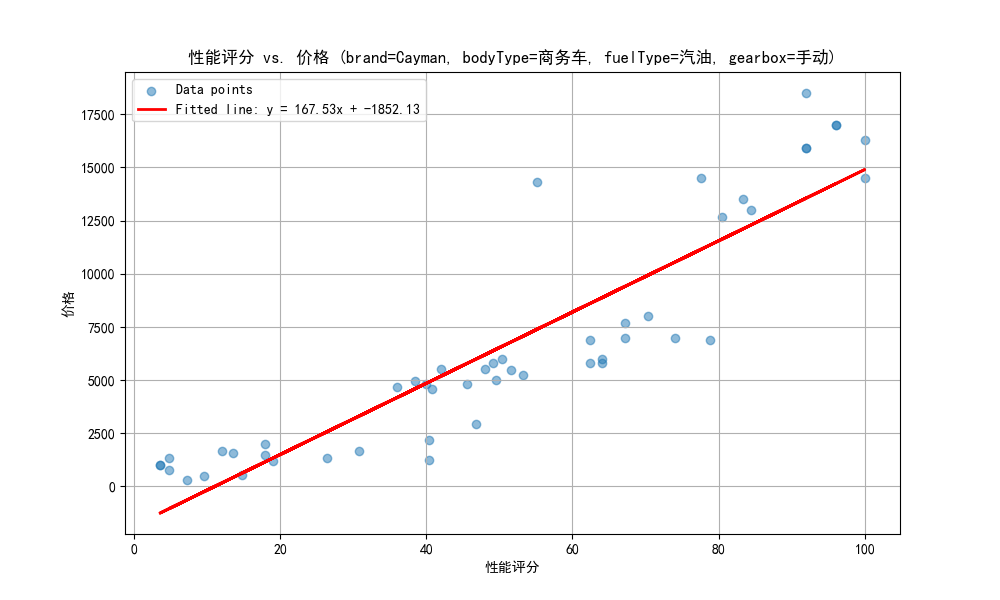 性能评分 vs. 价格 (brand=Cayman, bodyType=商务车, fuelType=汽油, gearbox=手动)
Data points
Fitted line: y = 167.53x + -1852.13
17500
15000
12500
10000
7500
5000
2500
0
价格
0 20 40 60 80 100
性能评分